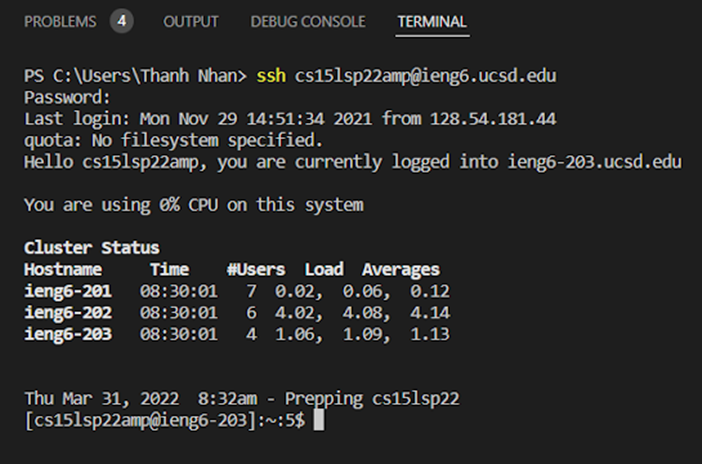 PROBLEMS 4 OUTPUT DEBUG CONSOLE TERMINAL
PS C:\Users\Thanh Nhan> ssh cs15lsp22amp@ieng6.ucsd.edu
Password:
Last login: Mon Nov 29 14:51:34 2021 from 128.54.181.44
quota: No filesystem specified.
Hello cs15lsp22amp, you are currently logged into ieng6-203.ucsd.edu
You are using 0% CPU on this system
Cluster Status
Hostname     Time    #Users  Load  Averages
ieng6-201   08:30:01   7  0.02,  0.06,  0.12
ieng6-202   08:30:01   6  4.02,  4.08,  4.14
ieng6-203   08:30:01   4  1.06,  1.09,  1.13
Thu Mar 31, 2022  8:32am - Prepping cs15lsp22
[cs15lsp22amp@ieng6-203]:~:5$